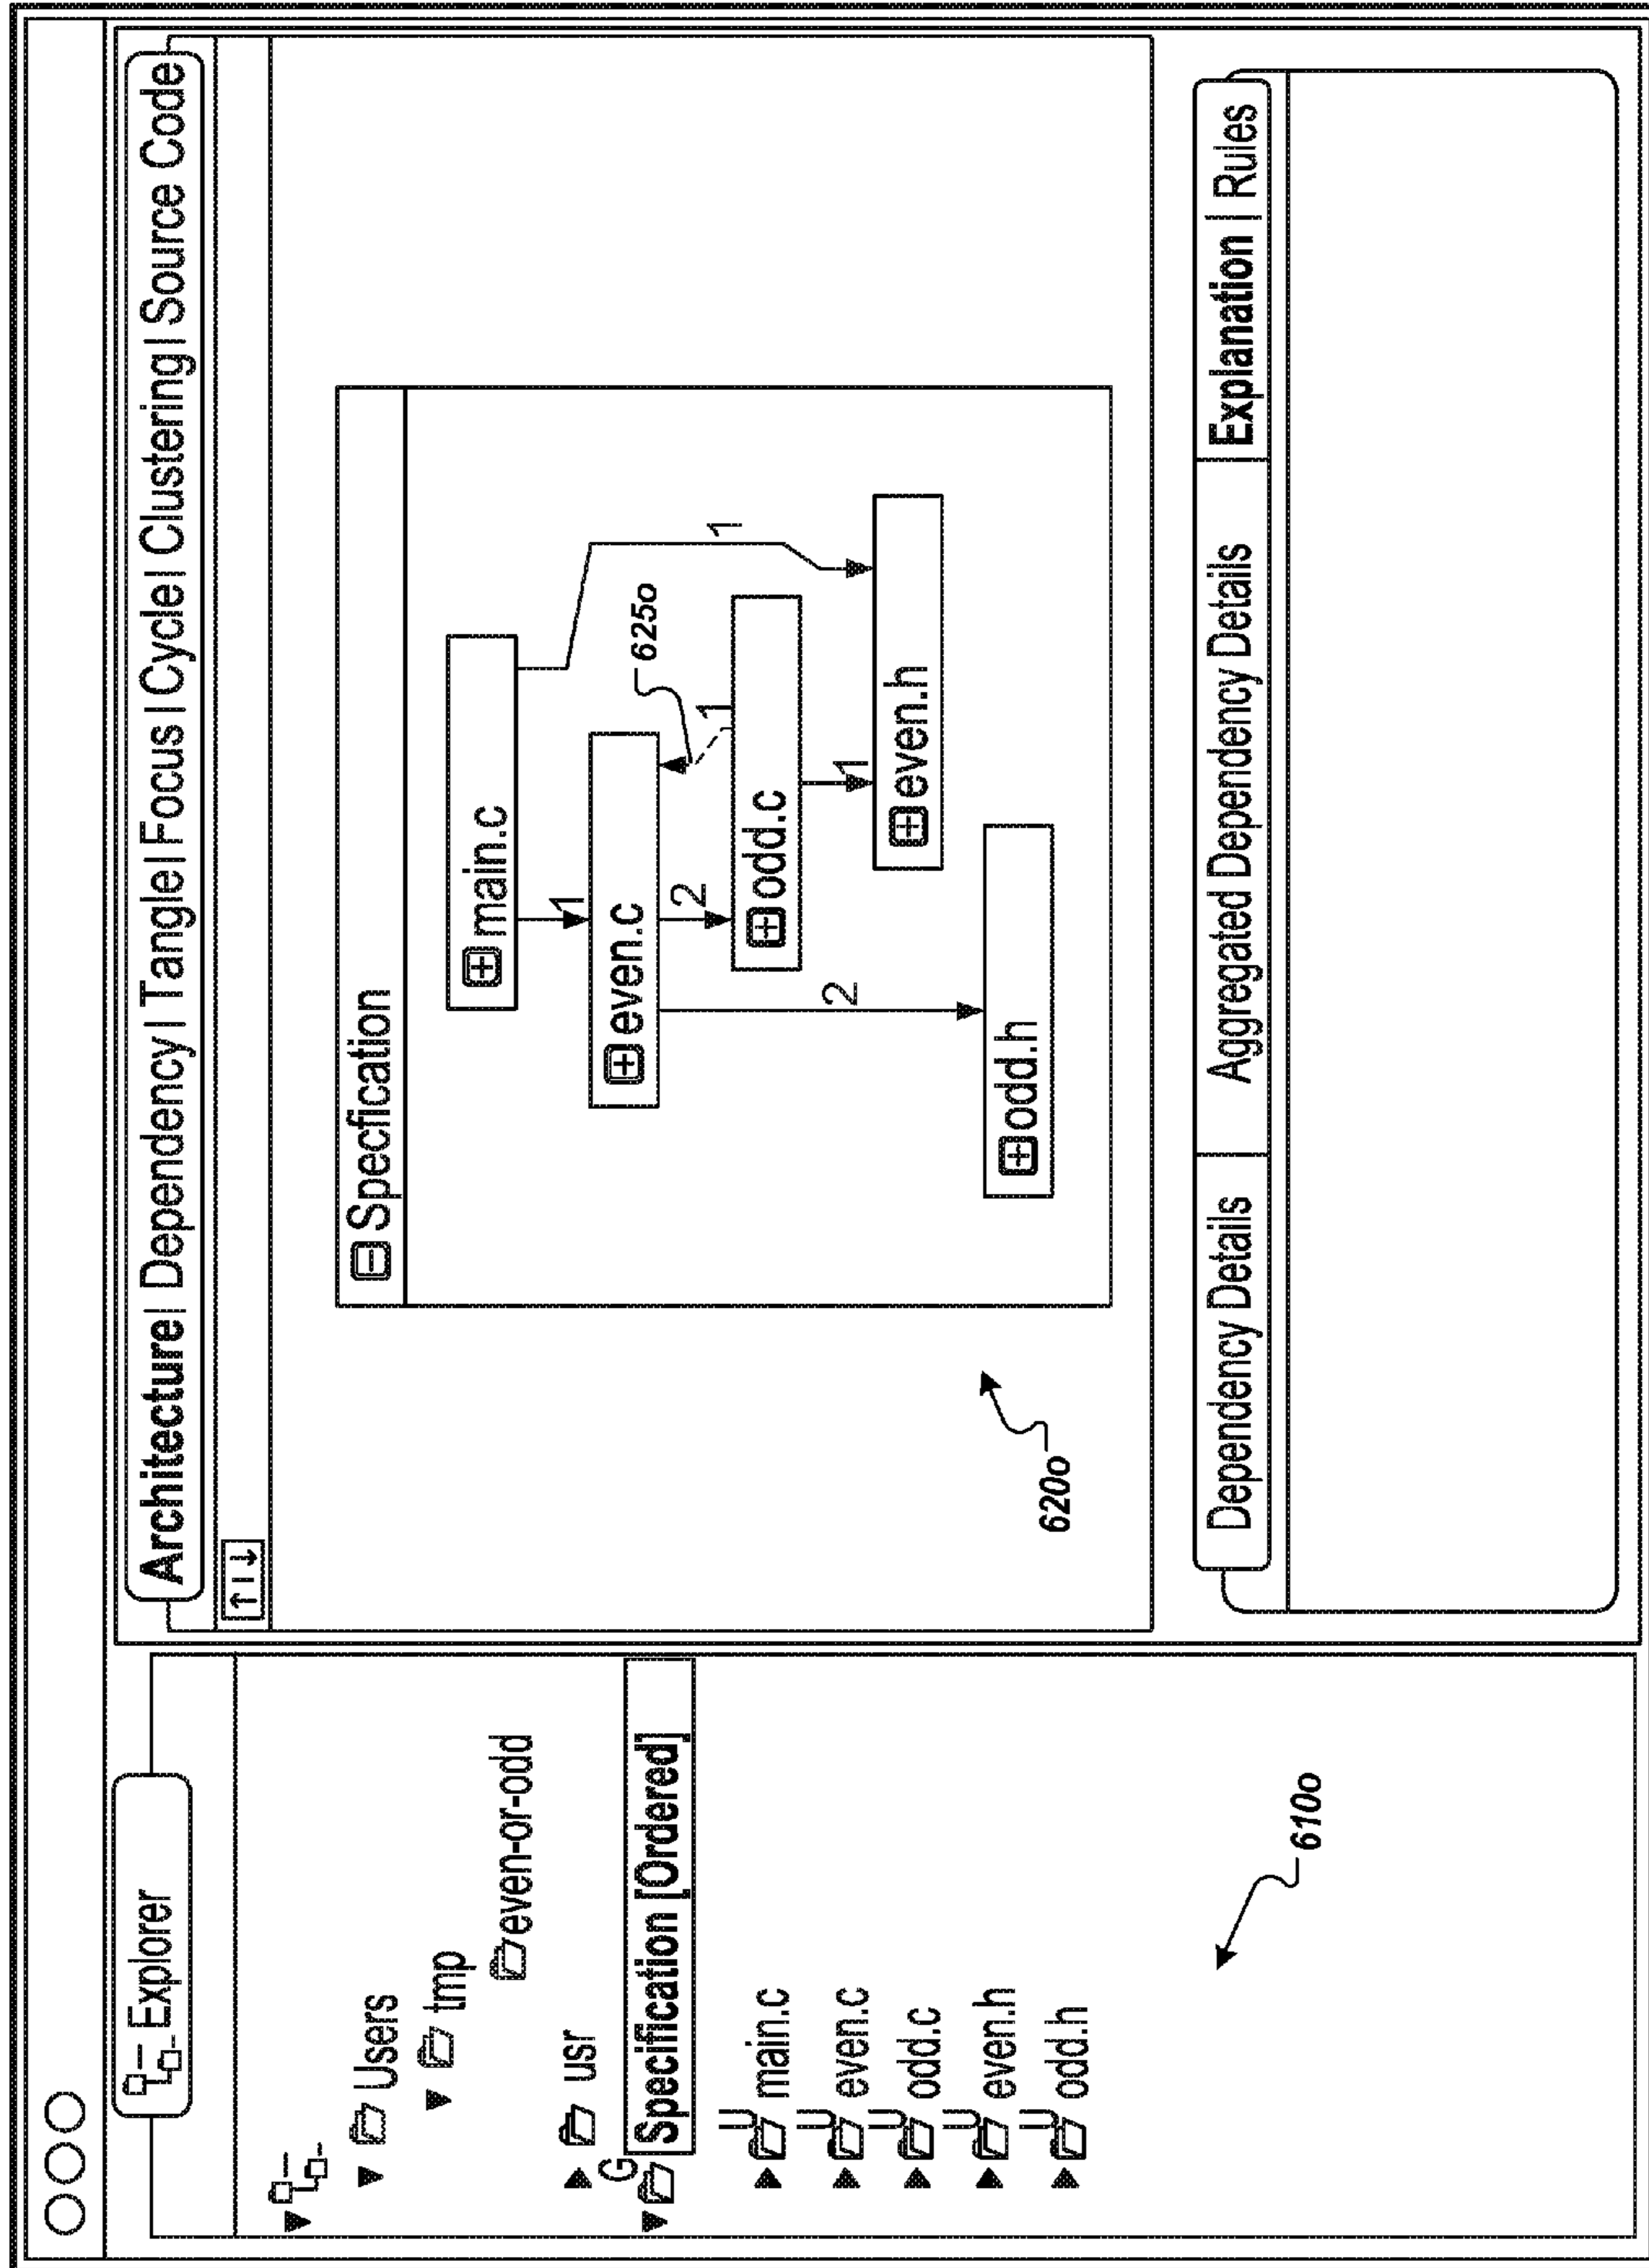 Explorer
Users
tmp
even-or-odd
usr
G
Specification [Ordered]
main.c
even.c
odd.c
even.h
odd.h
610o
Architecture| Dependency| Tangle| Focus | Cycle| Clustering| Source Code
Specfication
main.c
1
1
even.c
625o
2
1
2
odd.c
1
even.h
odd.h
620o
Dependency Details
Aggregated Dependency Details
Explanation | Rules